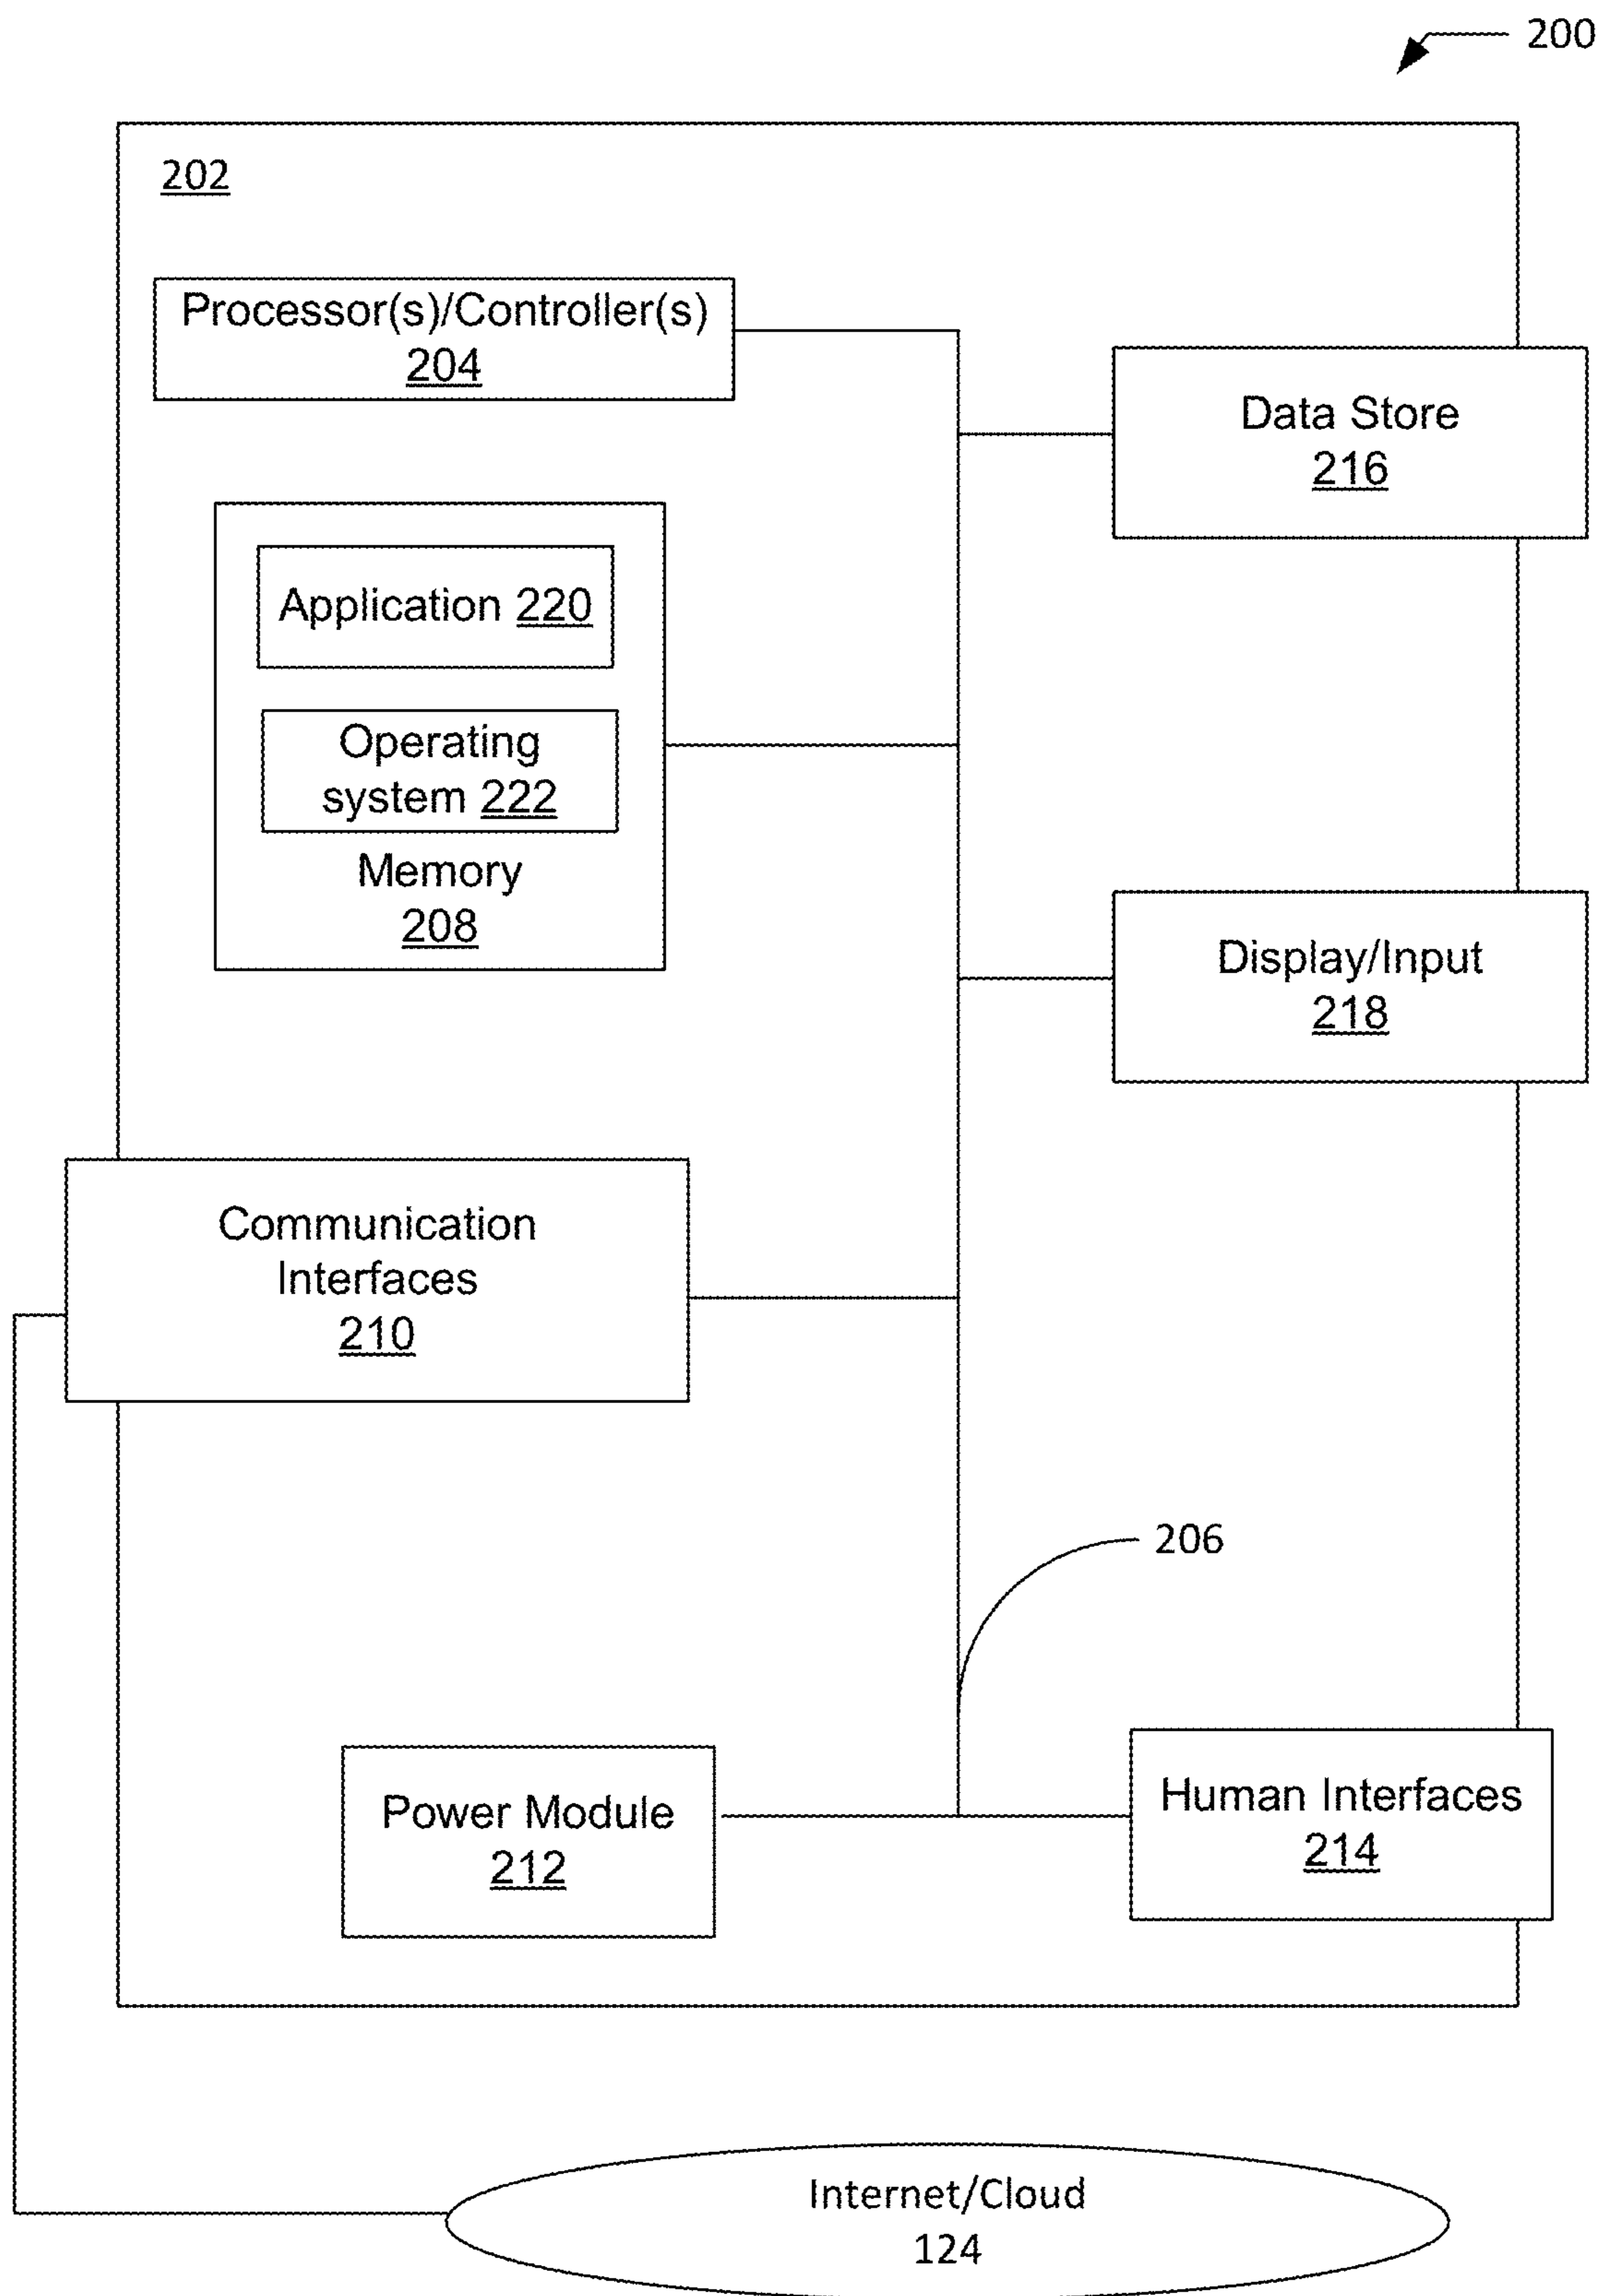 200
202
Processor(s)/Controller(s)
204
Data Store
216
Application 220
Operating
system 222
Memory
208
Display/Input
218
Communication
Interfaces
210
206
Power Module
212
Human Interfaces
214
Internet/Cloud
124